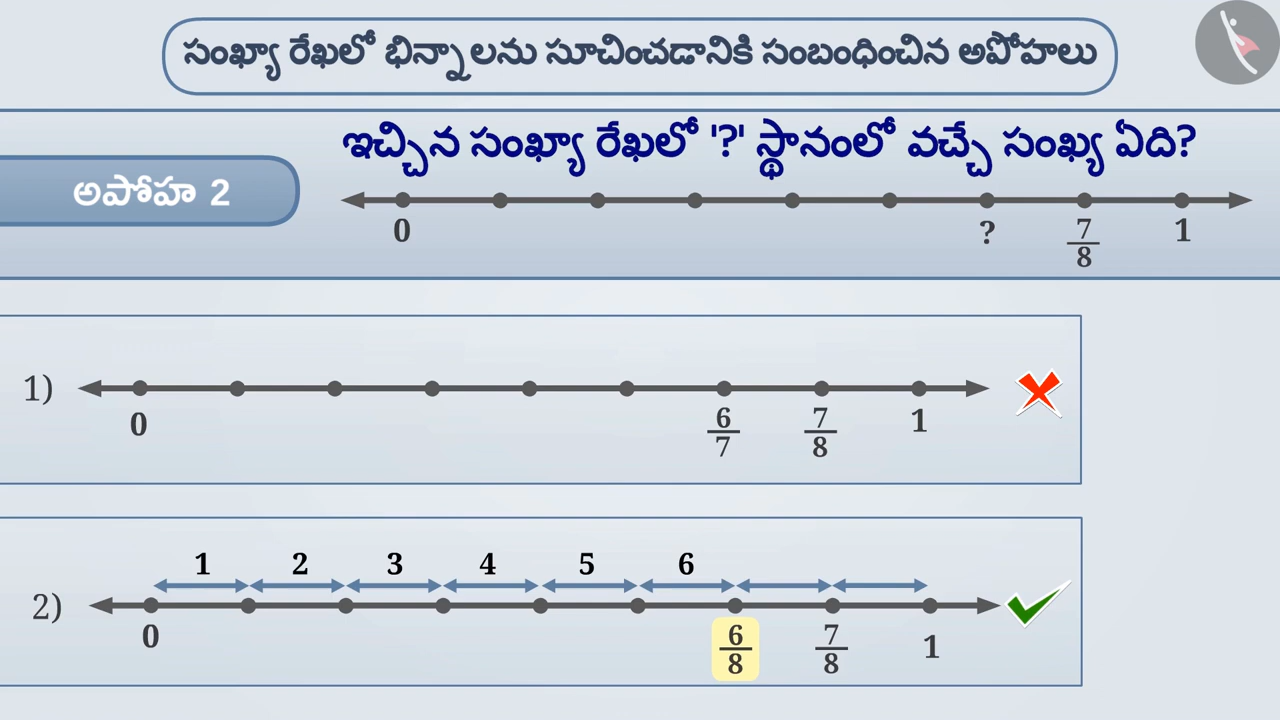 సంఖ్యా రేఖలో భిన్నాలను సూచించడానికి సంబంధించిన అపోహలు
ఇచ్చిన సంఖ్యా రేఖలో '?' స్థానంలో వచ్చే సంఖ్య ఏది?
అపోహ 2
0 ? 7/8 1
1)
0 6/7 7/8 1
1 2 3 4 5 6
2)
0 6/8 7/8 1